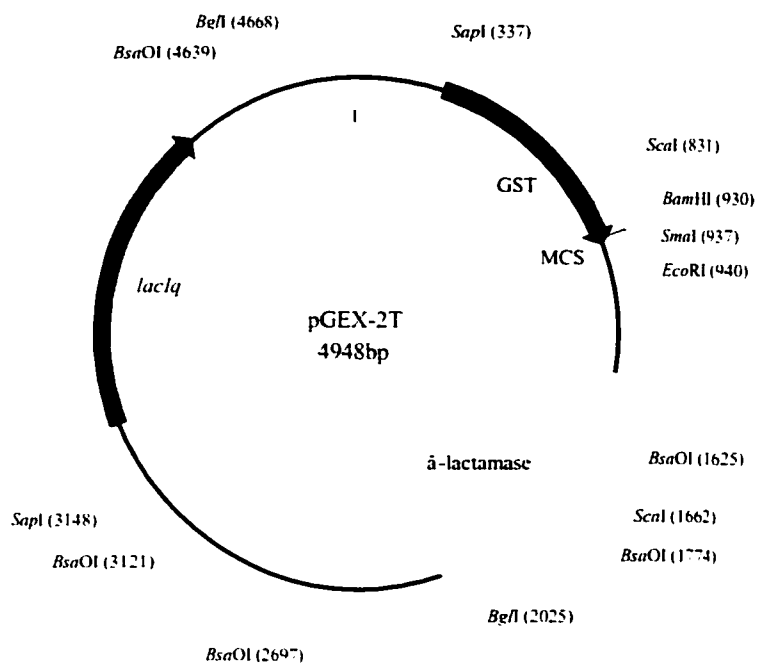 BglI (4668)
BsaOI (4639)
SapI (337)
1
ScaI (831)
GST
BamHI (930)
SmaI (937)
MCS
EcoRI (940)
lacIq
pGEX-2T
4948bp
â-lactamase
BsaOI (1625)
ScaI (1662)
SapI (3148)
BsaOI (1774)
BsaOI (3121)
BglI (2025)
BsaOI (2697)